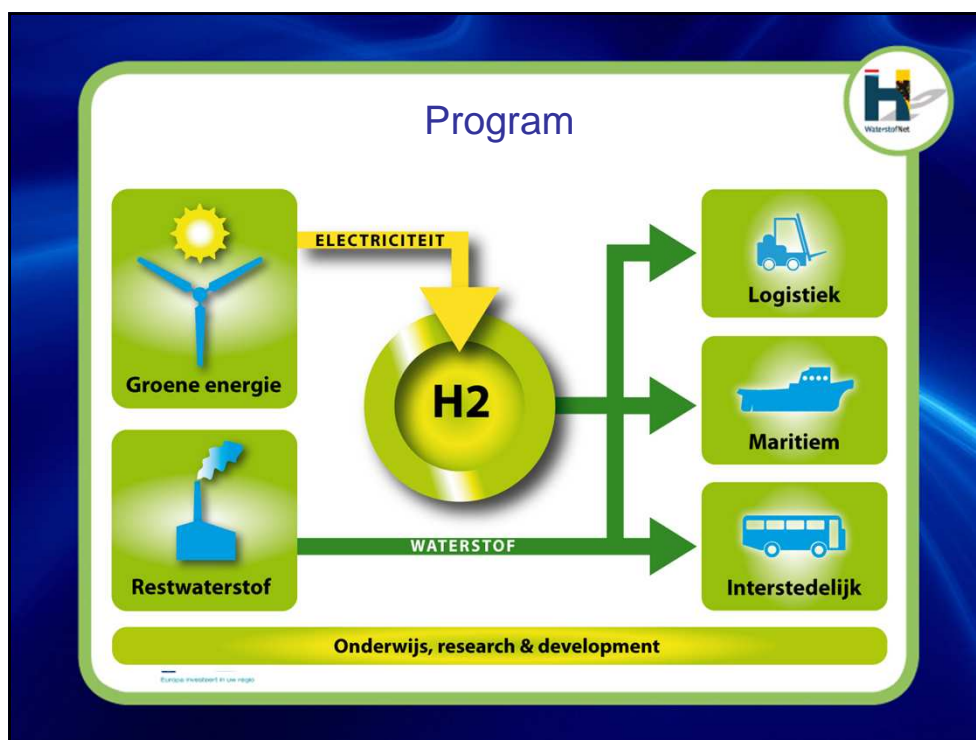 Program
WaterstofNet
ELECTRICITEIT
Groene energie
H2
Logistiek
Maritiem
Restwaterstof
WATERSTOF
Interstedelijk
Onderwijs, research & development
Europa investeert in uw regio